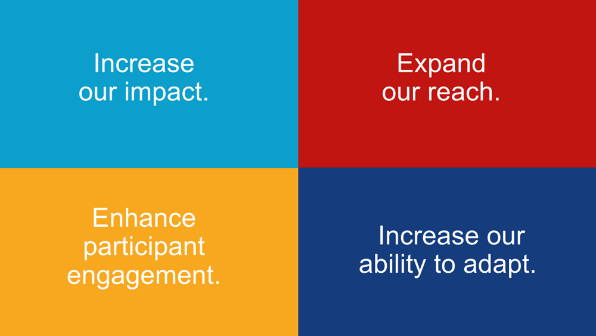 Increase
our impact.
Expand
our reach.
Enhance
participant
engagement.
Increase our
ability to adapt.